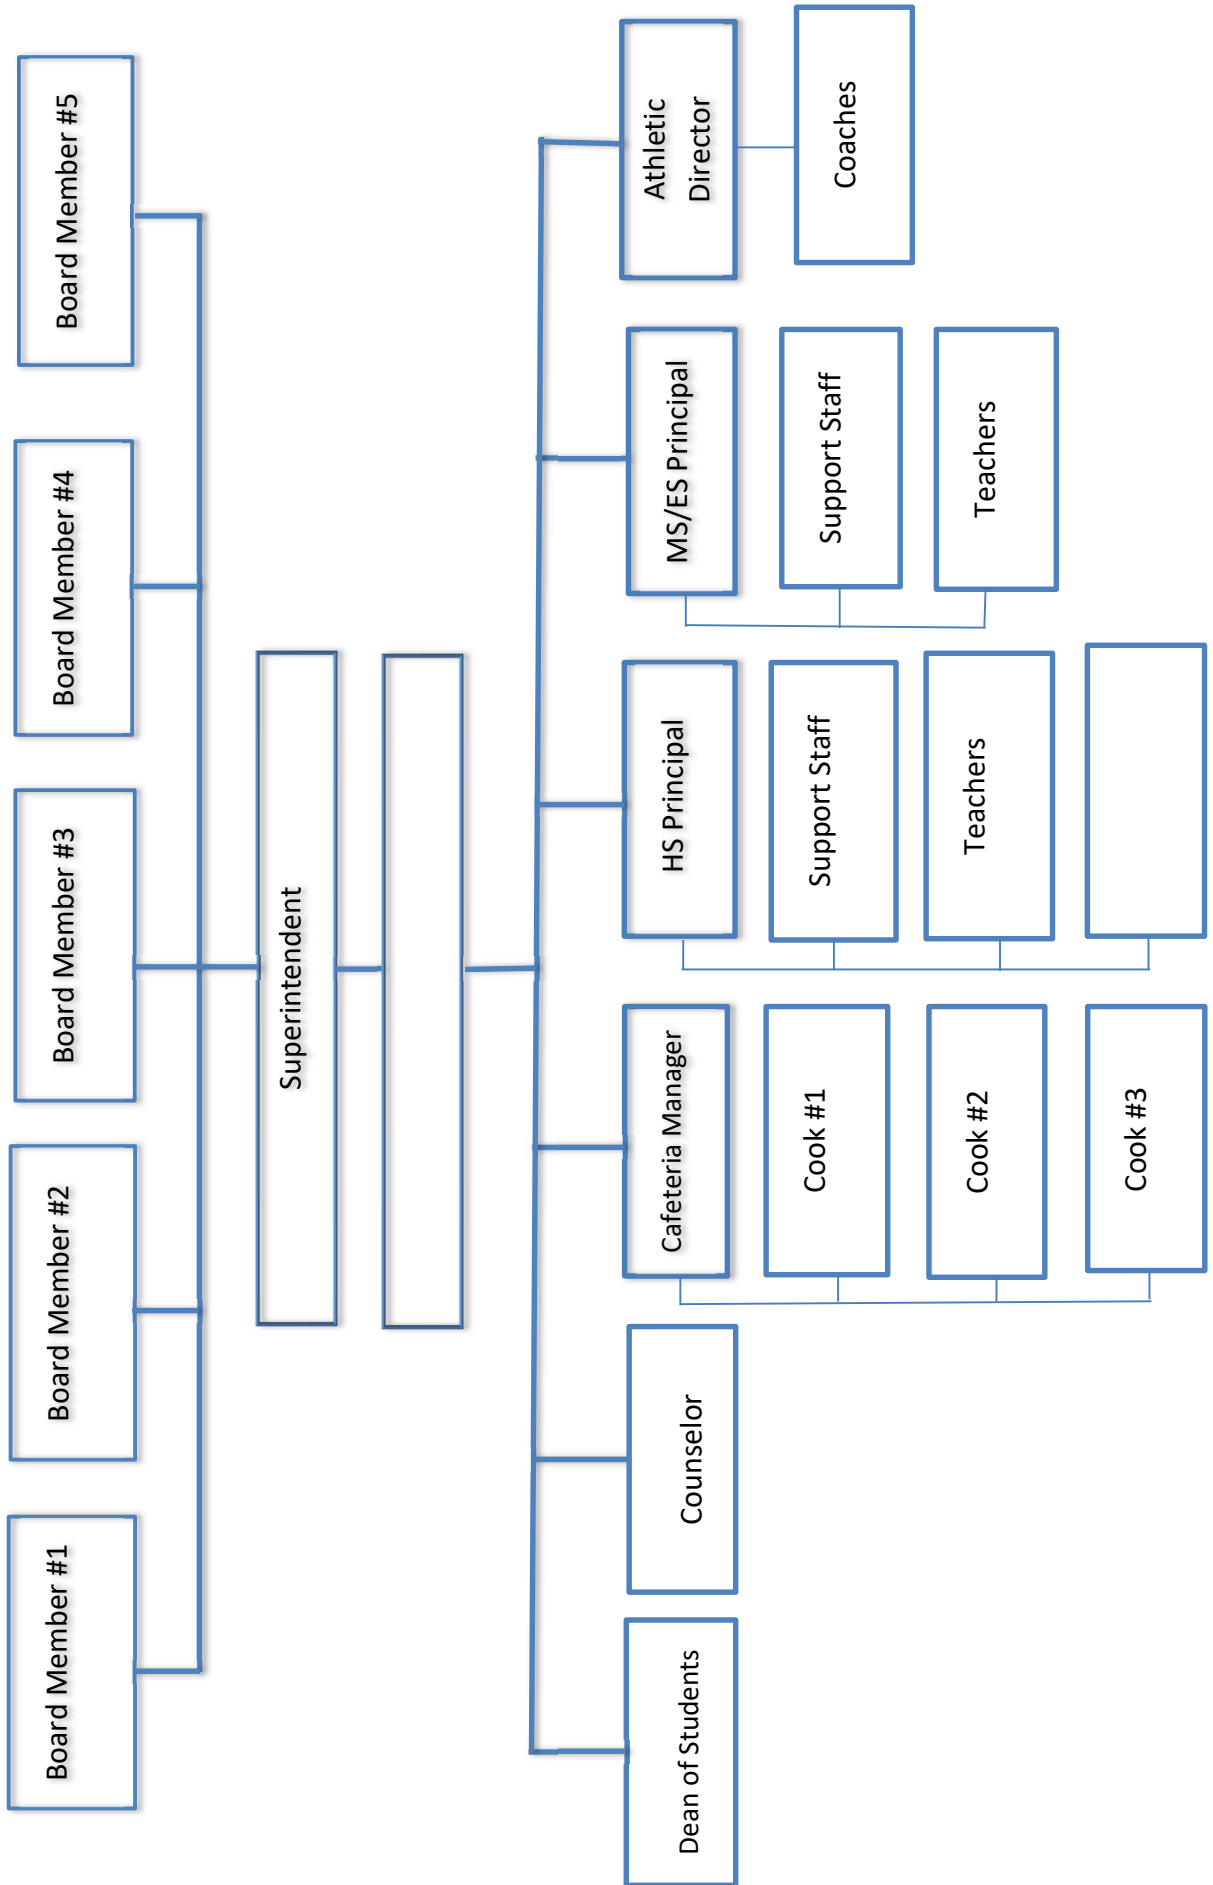 Board Member #1
Board Member #2
Board Member #3
Board Member #4
Board Member #5
Superintendent
Dean of Students
Counselor
Cafeteria Manager
HS Principal
MS/ES Principal
Athletic
Director
Cook #1
Support Staff
Support Staff
Coaches
Cook #2
Teachers
Teachers
Cook #3